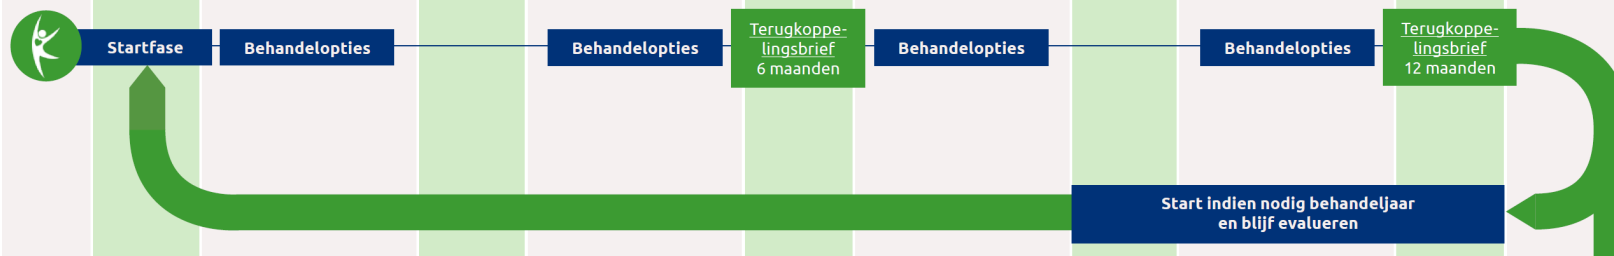 Startfase
Behandelopties
Behandelopties
Terugkoppe-
lingsbrief
6 maanden
Behandelopties
Behandelopties
Terugkoppe-
lingsbrief
12 maanden
Start indien nodig behandeljaar
en blijf evalueren